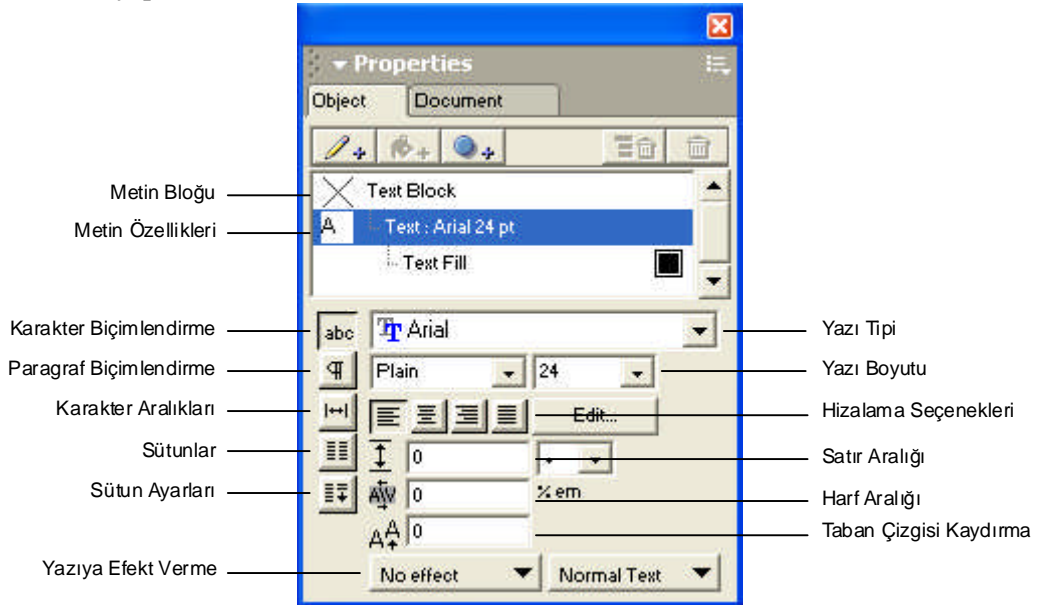 Properties
Object Document
Metin Bloğu Text Block
Metin Özellikleri A Text : Arial 24 pt
Text Fill
Karakter Biçimlendirme abc Arial Yazı Tipi
Paragraf Biçimlendirme Plain 24 Yazı Boyutu
Karakter Aralıkları Edit... Hizalama Seçenekleri
Sütunlar 0 Satır Aralığı
Sütun Ayarları AW 0 % em Harf Aralığı
AA 0 Taban Çizgisi Kaydırma
Yazıya Efekt Verme No effect Normal Text